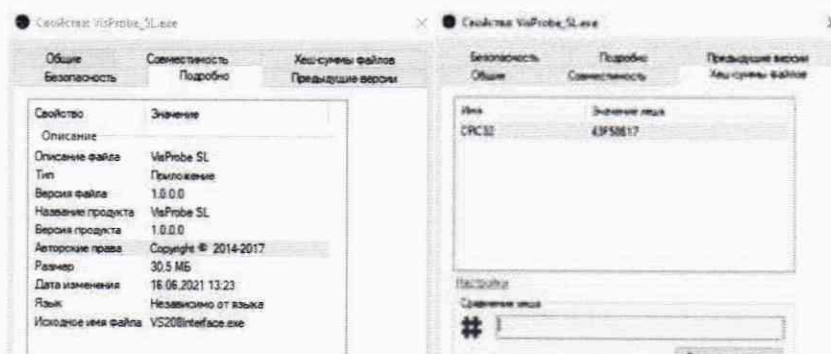 Свойства: VisProbe_SL.exe
Общие Совместимость Хеш-суммы файлов
Безопасность Подробно Предыдущие версии
Свойство Значение
Описание
Описание файла VisProbe SL
Тип Приложение
Версия файла 1.0.0.0
Название продукта VisProbe SL
Версия продукта 1.0.0.0
Авторские права Copyright © 2014-2017
Размер 30,5 МБ
Дата изменения 16.06.2021 13:23
Язык Независимо от языка
Исходное имя файла VS208Interface.exe
Свойства: VisProbe_SL.exe
Безопасность Подробно Предыдущие версии
Общие Совместимость Хеш-суммы файлов
Имя Значение хеша
CRC32
Настройки
Сравнение хеша
#